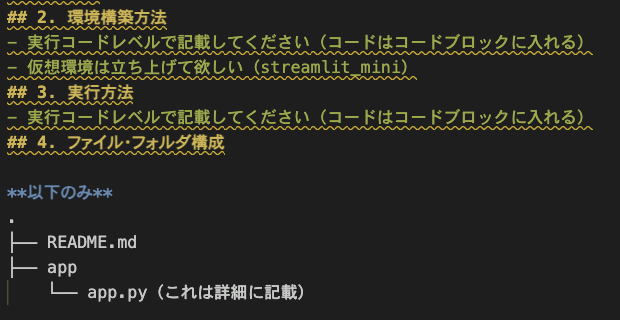 ## 2. 環境構築方法
- 実行コードレベルで記載してください（コードはコードブロックに入れる）
- 仮想環境は立ち上げて欲しい（streamlit_mini）
## 3. 実行方法
- 実行コードレベルで記載してください（コードはコードブロックに入れる）
## 4. ファイル・フォルダ構成
**以下のみ**
.
├── README.md
├── app
│   └── app.py（これは詳細に記載）